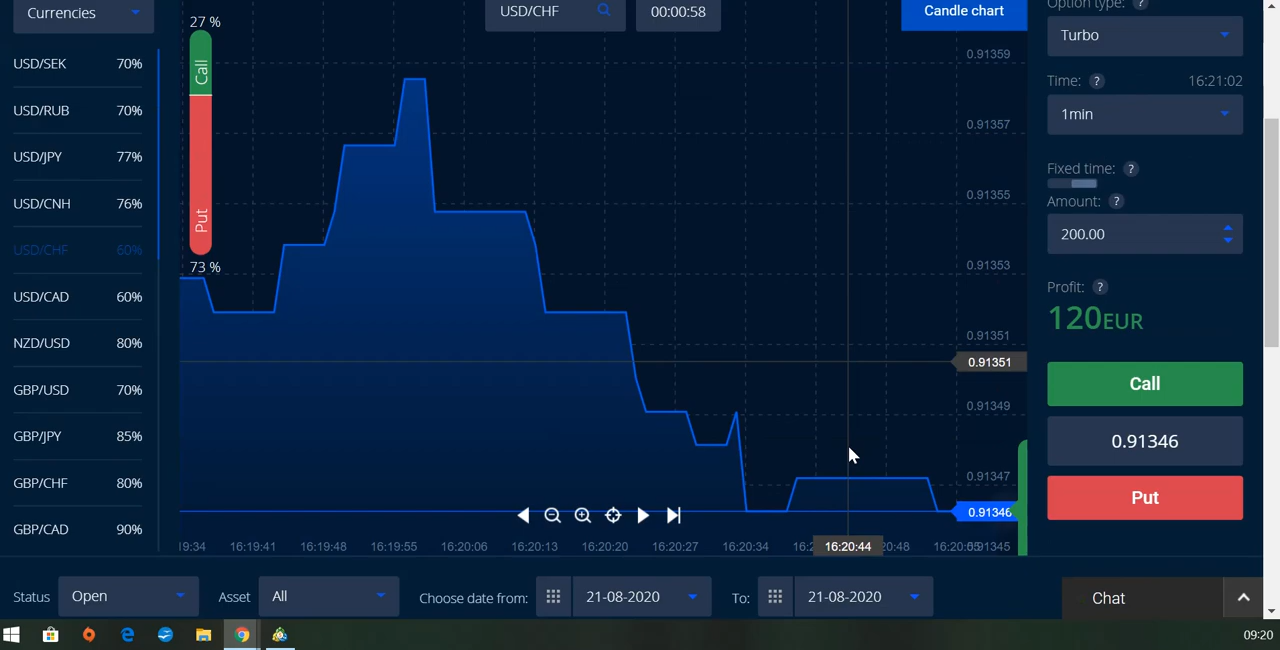 Currencies
27 %
USD/CHF
00:00:58
Candle chart
Option type: ?
Turbo
USD/SEK 70%
USD/RUB 70%
USD/JPY 77%
USD/CNH 76%
USD/CHF 60%
USD/CAD 60%
NZD/USD 80%
GBP/USD 70%
GBP/JPY 85%
GBP/CHF 80%
GBP/CAD 90%
Call
Put
73 %
0.91359
0.91357
0.91355
0.91353
0.91351
0.91351
0.91349
0.91347
0.91346
0.91345
16:19:41
16:19:48
16:19:55
16:20:06
16:20:13
16:20:20
16:20:27
16:20:34
16:20:44
Time: ? 16:21:02
1min
Fixed time: ?
Amount: ?
200.00
Profit: ?
120EUR
Call
0.91346
Put
Status Open Asset All Choose date from: 21-08-2020 To: 21-08-2020
Chat
09:20